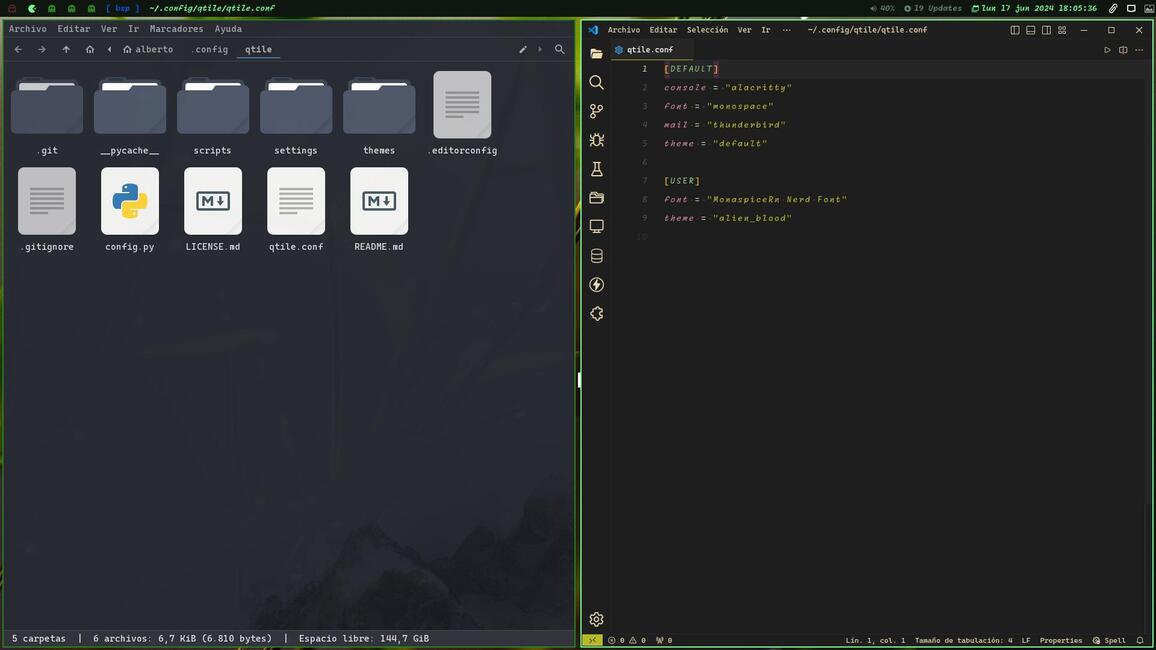 [ bsp ] ~/.config/qtile/qtile.conf
40% 19 Updates lun 17 jun 2024 18:05:36
Archivo Editar Ver Ir Marcadores Ayuda
alberto .config qtile
.git __pycache__ scripts settings themes .editorconfig
.gitignore config.py LICENSE.md qtile.conf README.md
5 carpetas | 6 archivos: 6,7 KiB (6.810 bytes) | Espacio libre: 144,7 GiB
Archivo Editar Selección Ver Ir ··· ~/.config/qtile/qtile.conf
qtile.conf
1 [DEFAULT]
2 console = "alacritty"
3 font = "monospace"
4 mail = "thunderbird"
5 theme = "default"
6
7 [USER]
8 font = "MonaspiceRn Nerd Font"
9 theme = "alien_blood"
10
0 0 0 Lín. 1, col. 1 Tamaño de tabulación: 4 LF Properties Spell